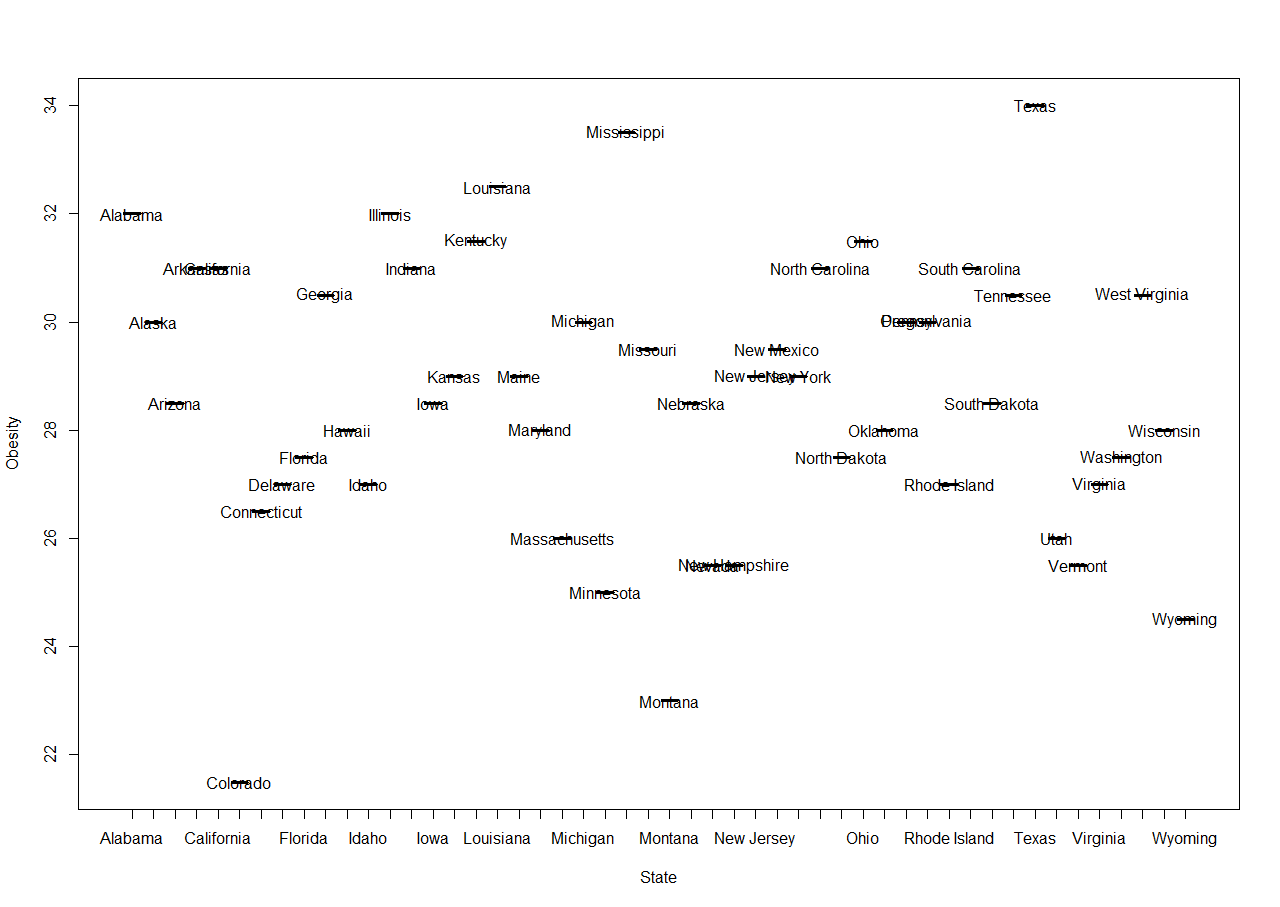 34
Texas
Mississippi
Louisiana
32
Alabama
Illinois
Kentucky
Ohio
Arkansas
California
Indiana
North Carolina
South Carolina
Georgia
Tennessee
West Virginia
30
Alaska
Michigan
Oregon
Pennsylvania
Missouri
New Mexico
Kansas
Maine
New Jersey
New York
Arizona
Iowa
Nebraska
South Dakota
28
Hawaii
Maryland
Oklahoma
Wisconsin
Obesity
Florida
North Dakota
Washington
Delaware
Idaho
Rhode Island
Virginia
Connecticut
26
Massachusetts
Utah
Nevada
New Hampshire
Vermont
Minnesota
24
Wyoming
Montana
22
Colorado
Alabama California Florida Idaho Iowa Louisiana Michigan Montana New Jersey Ohio Rhode Island Texas Virginia Wyoming
State